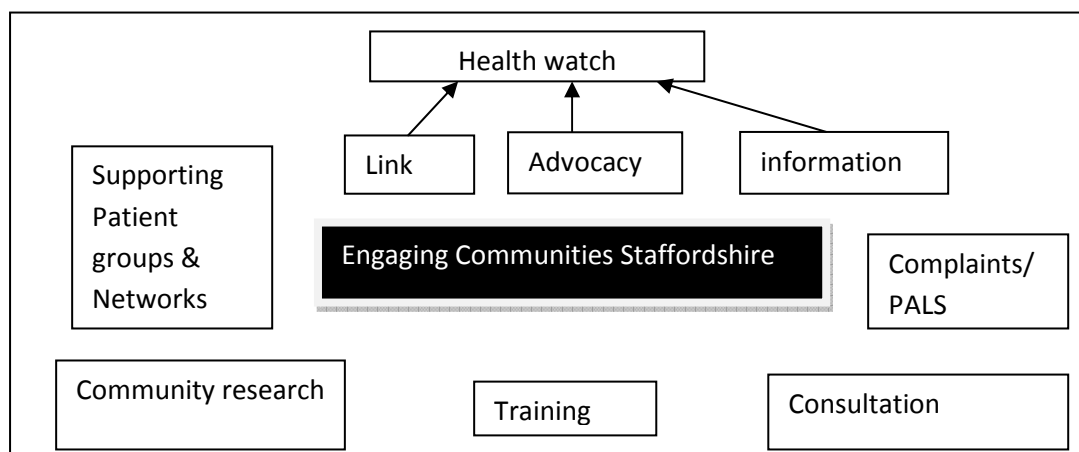 Health watch
Link
Advocacy
information
Supporting
Patient
groups &
Networks
Engaging Communities Staffordshire
Complaints/
PALS
Community research
Training
Consultation